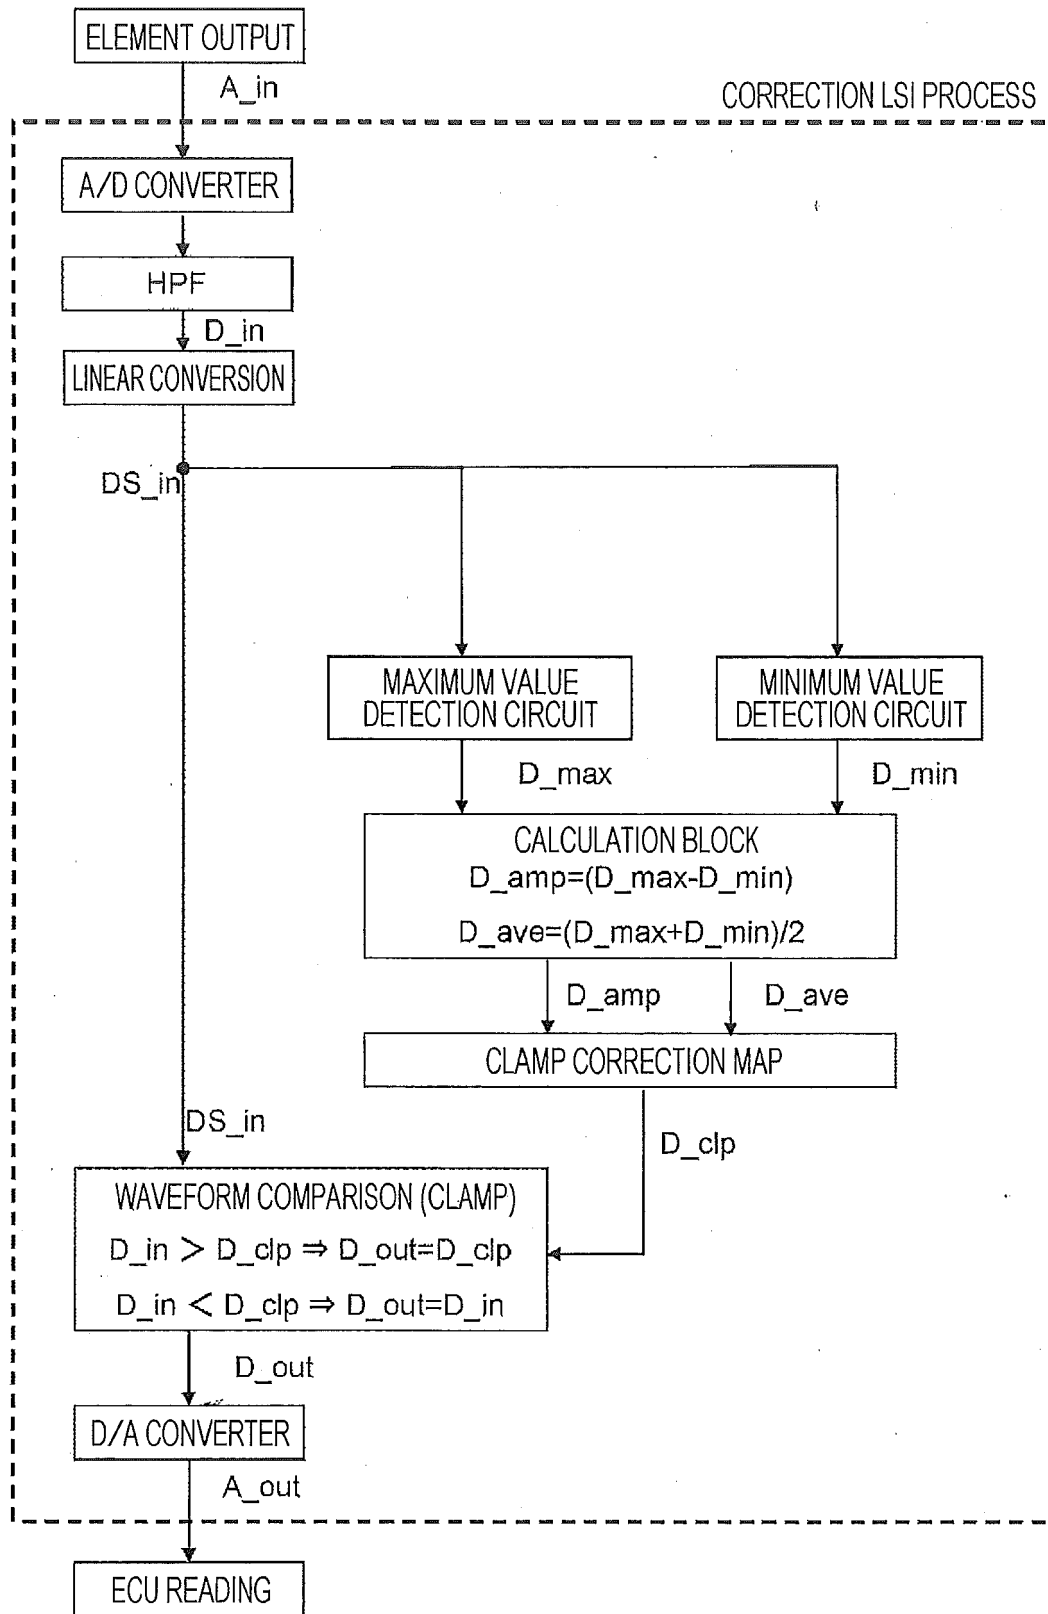 ELEMENT OUTPUT
A_in
CORRECTION LSI PROCESS
A/D CONVERTER
HPF
D_in
LINEAR CONVERSION
DS_in
MAXIMUM VALUE
DETECTION CIRCUIT
MINIMUM VALUE
DETECTION CIRCUIT
D_max
D_min
CALCULATION BLOCK
D_amp=(D_max-D_min)
D_ave=(D_max+D_min)/2
D_amp
D_ave
CLAMP CORRECTION MAP
DS_in
D_clp
WAVEFORM COMPARISON (CLAMP)
D_in > D_clp ⇒ D_out=D_clp
D_in < D_clp ⇒ D_out=D_in
D_out
D/A CONVERTER
A_out
ECU READING